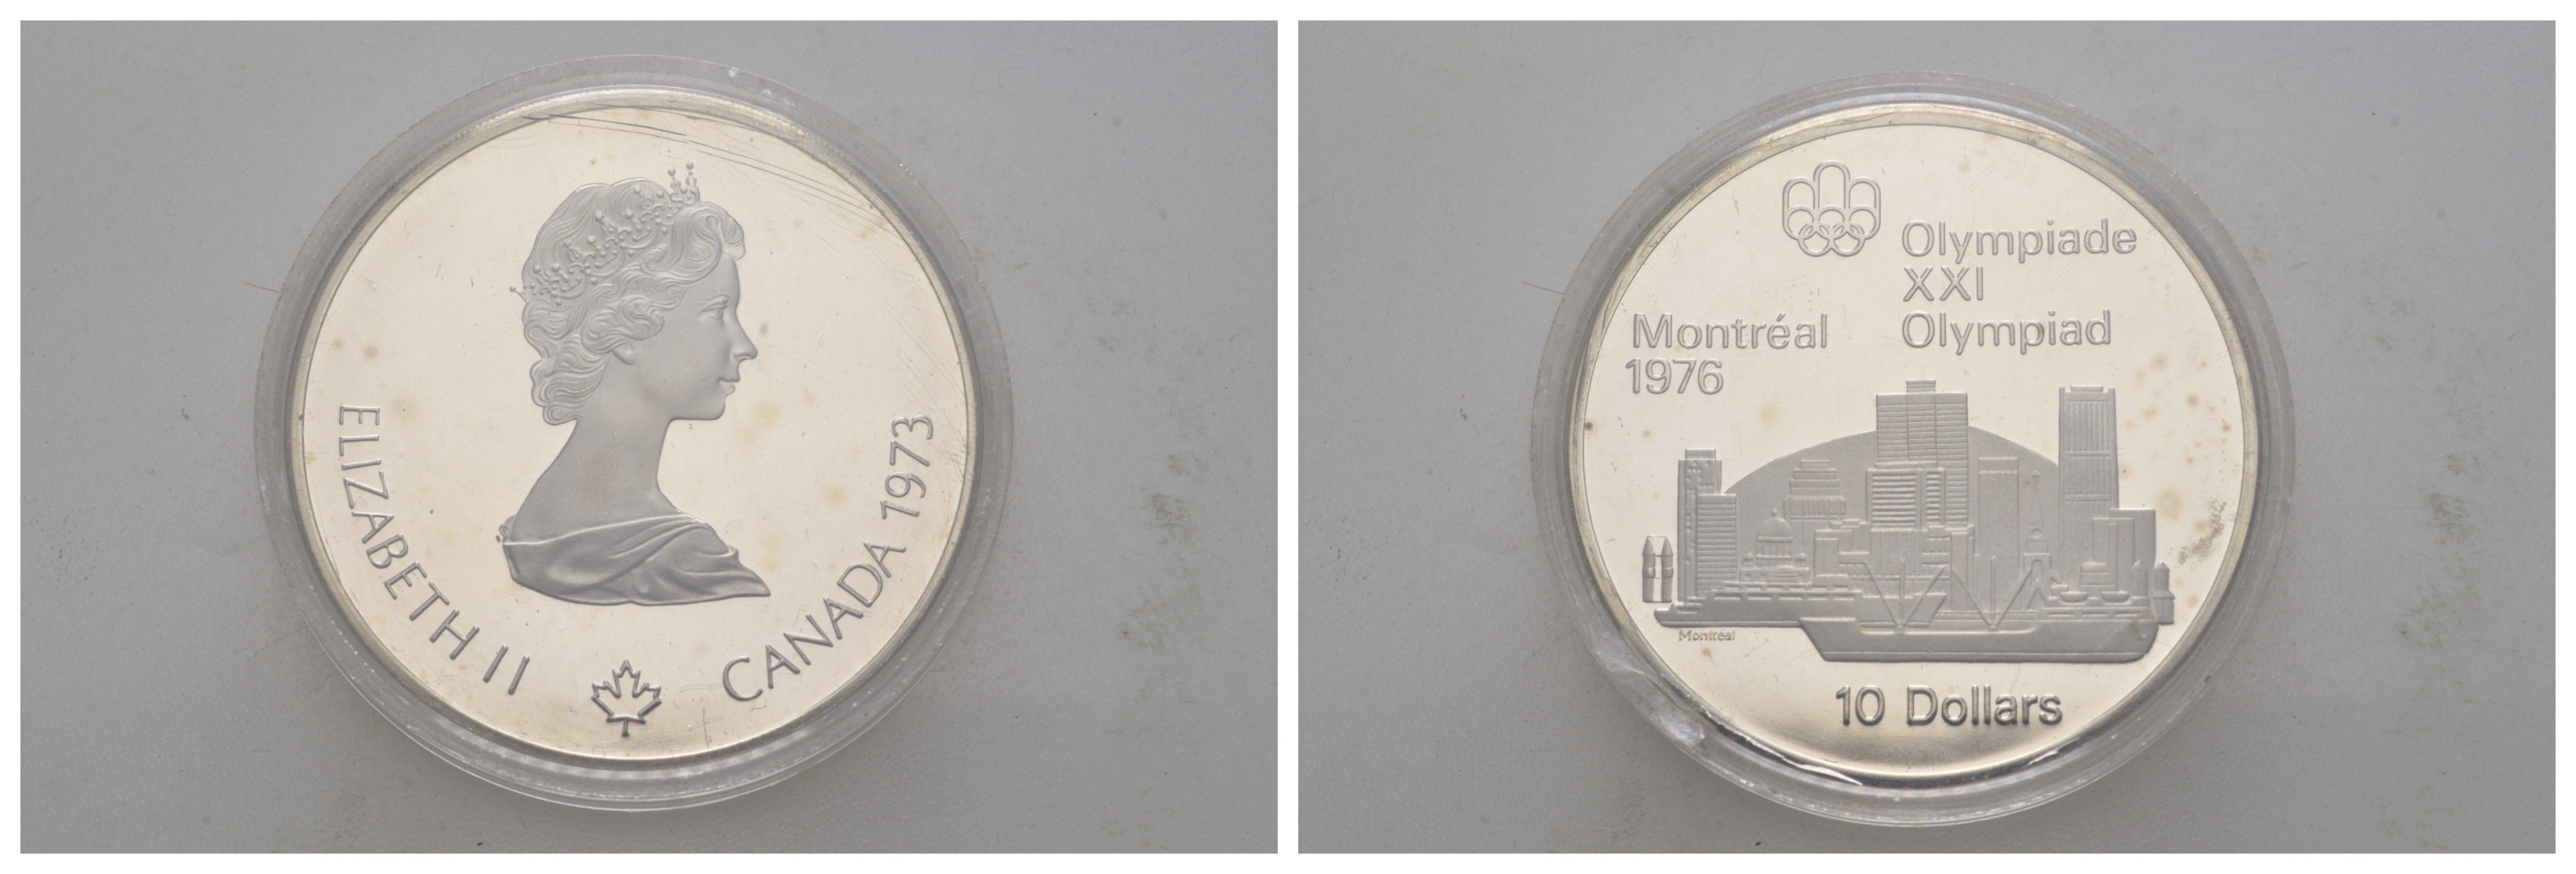 ELIZABETH II
CANADA 1973
Olympiade
XXI
Olympiad
Montréal
1976
Montréal
10 Dollars